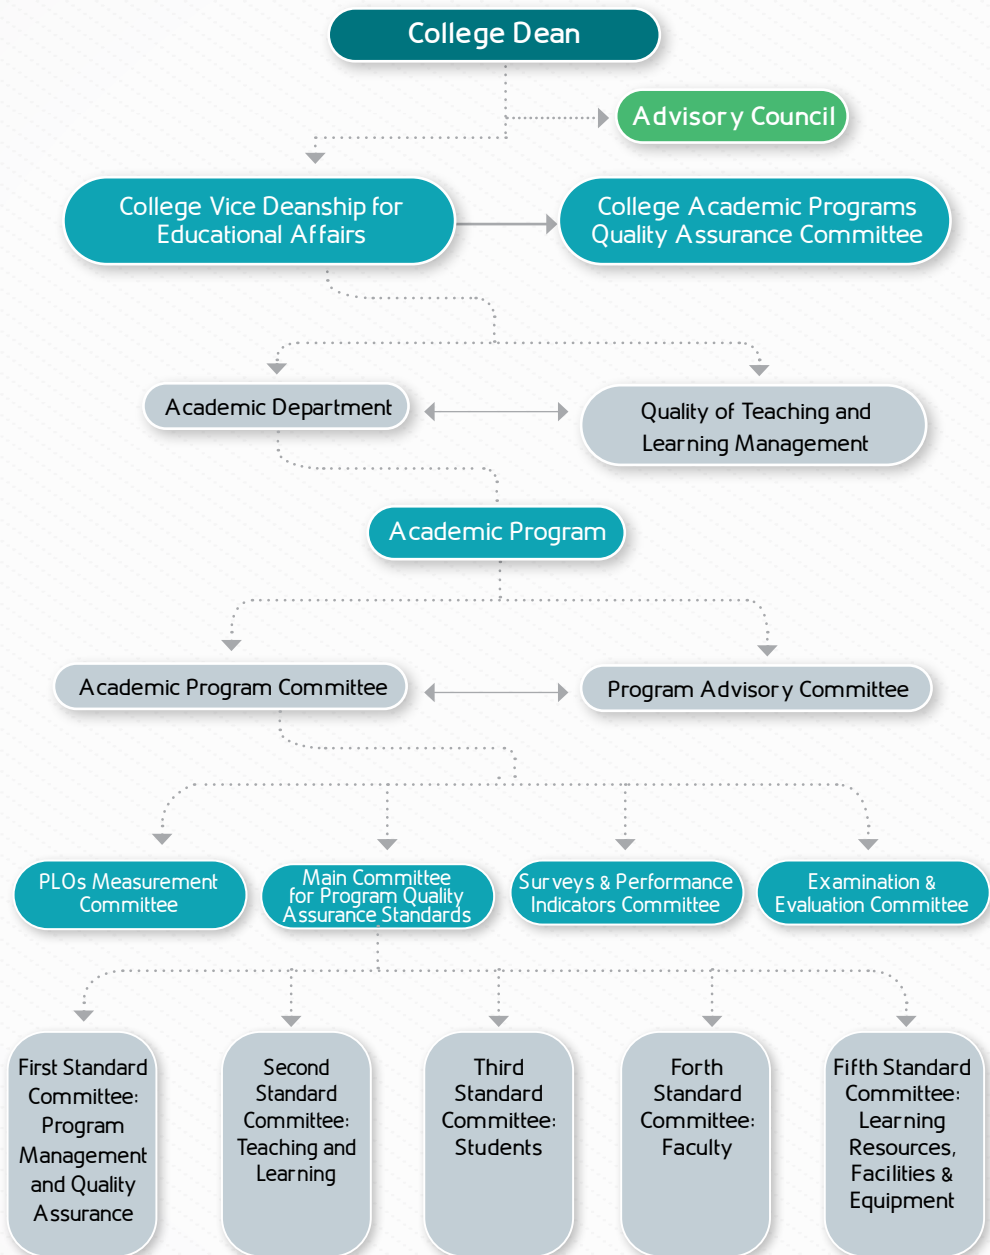 College Dean
Advisory Council
College Vice Deanship for
Educational Affairs
College Academic Programs
Quality Assurance Committee
Academic Department
Quality of Teaching and
Learning Management
Academic Program
Academic Program Committee
Program Advisory Committee
PLOs Measurement
Committee
Main Committee
for Program Quality
Assurance Standards
Surveys & Performance
Indicators Committee
Examination &
Evaluation Committee
First Standard
Committee:
Program
Management
and Quality
Assurance
Second
Standard
Committee:
Teaching and
Learning
Third
Standard
Committee:
Students
Forth
Standard
Committee:
Faculty
Fifth Standard
Committee:
Learning
Resources,
Facilities &
Equipment